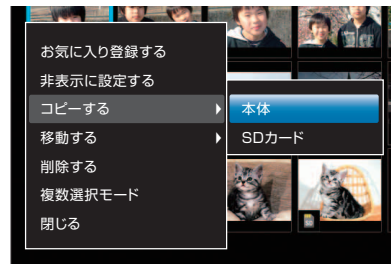 お気に入り登録する
非表示に設定する
コピーする
本体
移動する
SDカード
削除する
複数選択モード
閉じる